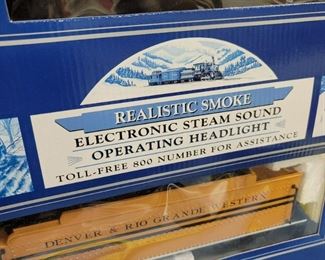 REALISTIC SMOKE
ELECTRONIC STEAM SOUND
OPERATING HEADLIGHT
TOLL-FREE 800 NUMBER FOR ASSISTANCE
DENVER & RIO GRANDE WESTERN